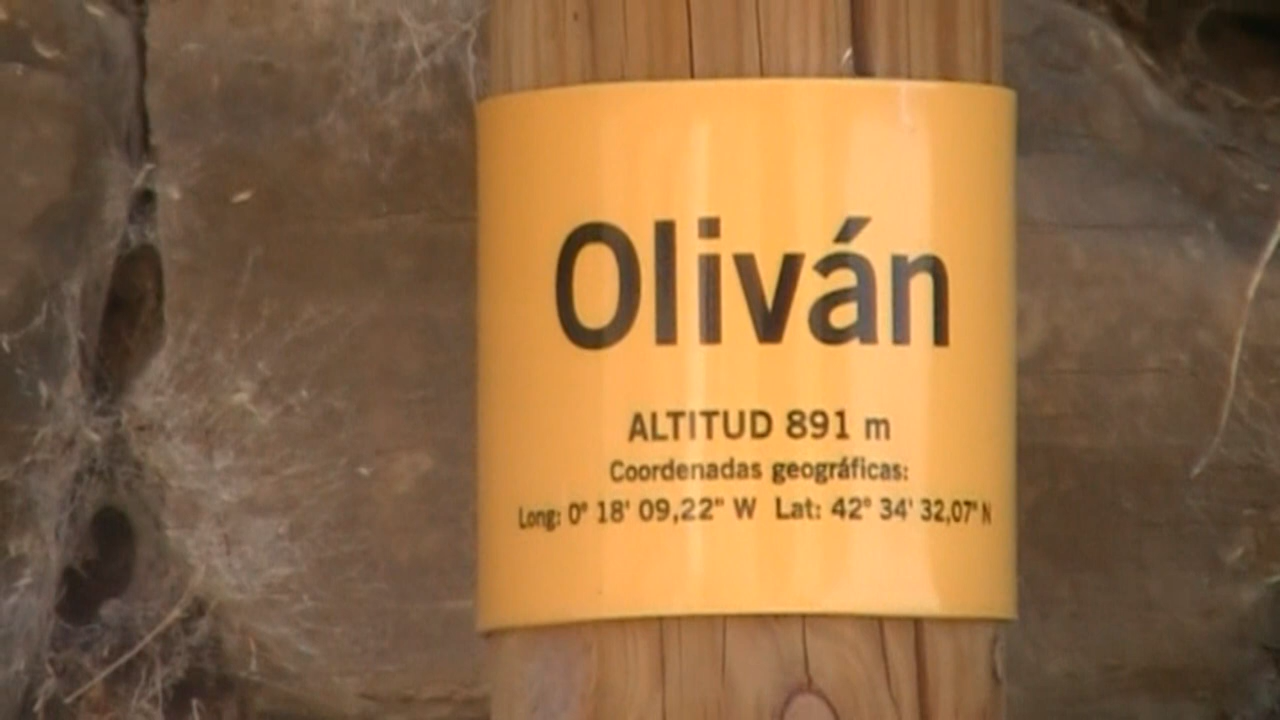 Oliván
ALTITUD 891 m
Coordenadas geográficas:
Long: 0° 18' 09,22" W Lat: 42° 34' 32,07" N